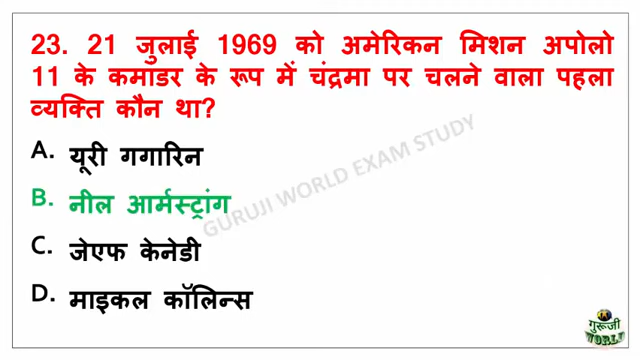 23. 21 जुलाई 1969 को अमेरिकन मिशन अपोलो
11 के कमांडर के रूप में चंद्रमा पर चलने वाला पहला
व्यक्ति कौन था?
A. यूरी गगारिन
B. नील आर्मस्ट्रांग
C. जेएफ केनेडी
D. माइकल कॉलिन्स
GURUJI WORLD EXAM STUDY
गुरूजी
WORLD